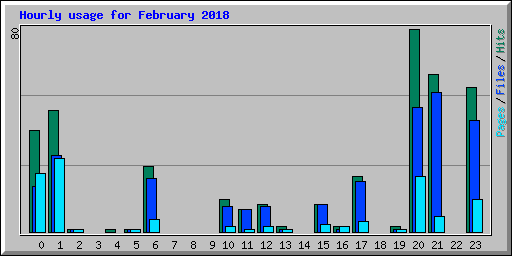 Hourly usage for February 2018
80
Pages/Files/Hits
0 1 2 3 4 5 6 7 8 9 10 11 12 13 14 15 16 17 18 19 20 21 22 23